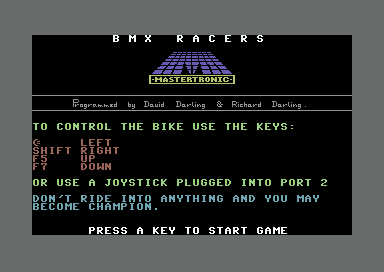 BMX RACERS
MASTERTRONIC
Programmed by David Darling & Richard Darling..
TO CONTROL THE BIKE USE THE KEYS:
C= LEFT
SHIFT RIGHT
F5 UP
F7 DOWN
OR USE A JOYSTICK PLUGGED INTO PORT 2
DON'T RIDE INTO ANYTHING AND YOU MAY
BECOME CHAMPION.
PRESS A KEY TO START GAME